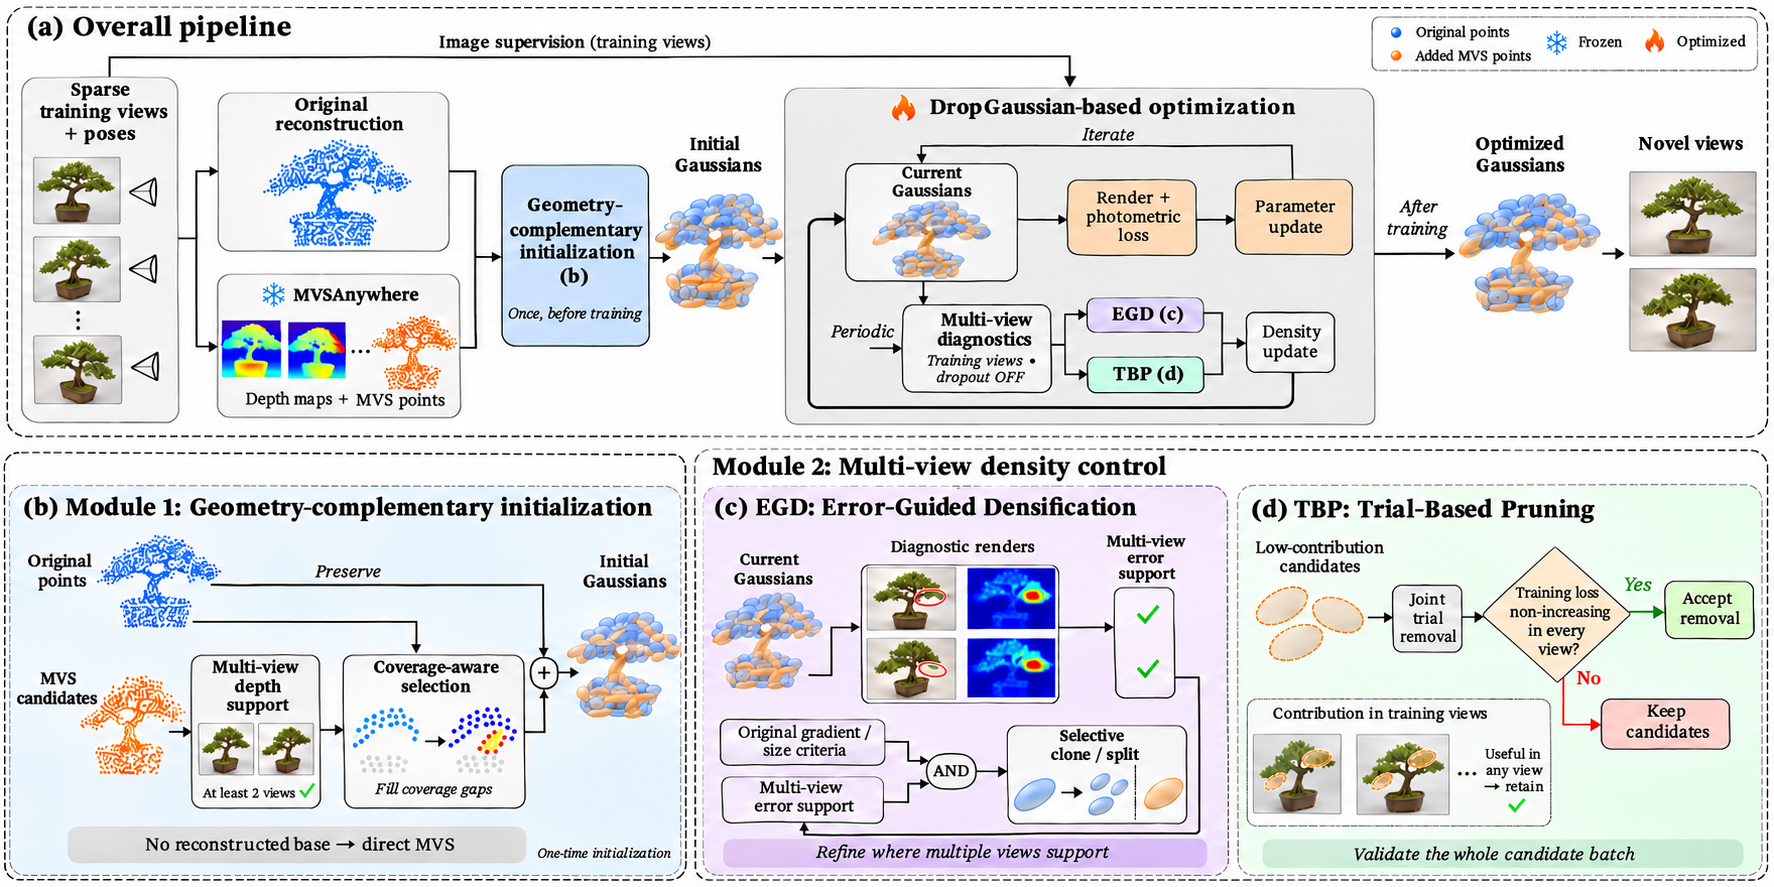 (a) Overall pipeline
Image supervision (training views)
Original points
Added MVS points
Frozen
Optimized
Sparse
training views
+ poses
Original
reconstruction
MVSAnywhere
Depth maps + MVS points
Geometry-
complementary
initialization
(b)
Once, before training
Initial
Gaussians
DropGaussian-based optimization
Iterate
Current
Gaussians
Render +
photometric
loss
Parameter
update
Periodic
Multi-view
diagnostics
Training views •
dropout OFF
EGD (c)
TBP (d)
Density
update
After
training
Optimized
Gaussians
Novel views
(b) Module 1: Geometry-complementary initialization
Original
points
Preserve
Initial
Gaussians
MVS
candidates
Multi-view
depth
support
At least 2 views ✓
Coverage-aware
selection
Fill coverage gaps
+
No reconstructed base → direct MVS
One-time initialization
Module 2: Multi-view density control
(c) EGD: Error-Guided Densification
Current
Gaussians
Diagnostic renders
Multi-view
error
support
Original gradient /
size criteria
Multi-view
error support
AND
Selective
clone / split
Refine where multiple views support
(d) TBP: Trial-Based Pruning
Low-contribution
candidates
Joint
trial
removal
Training loss
non-increasing
in every
view?
Yes
Accept
removal
No
Keep
candidates
Contribution in training views
Useful in
any view
→ retain
Validate the whole candidate batch